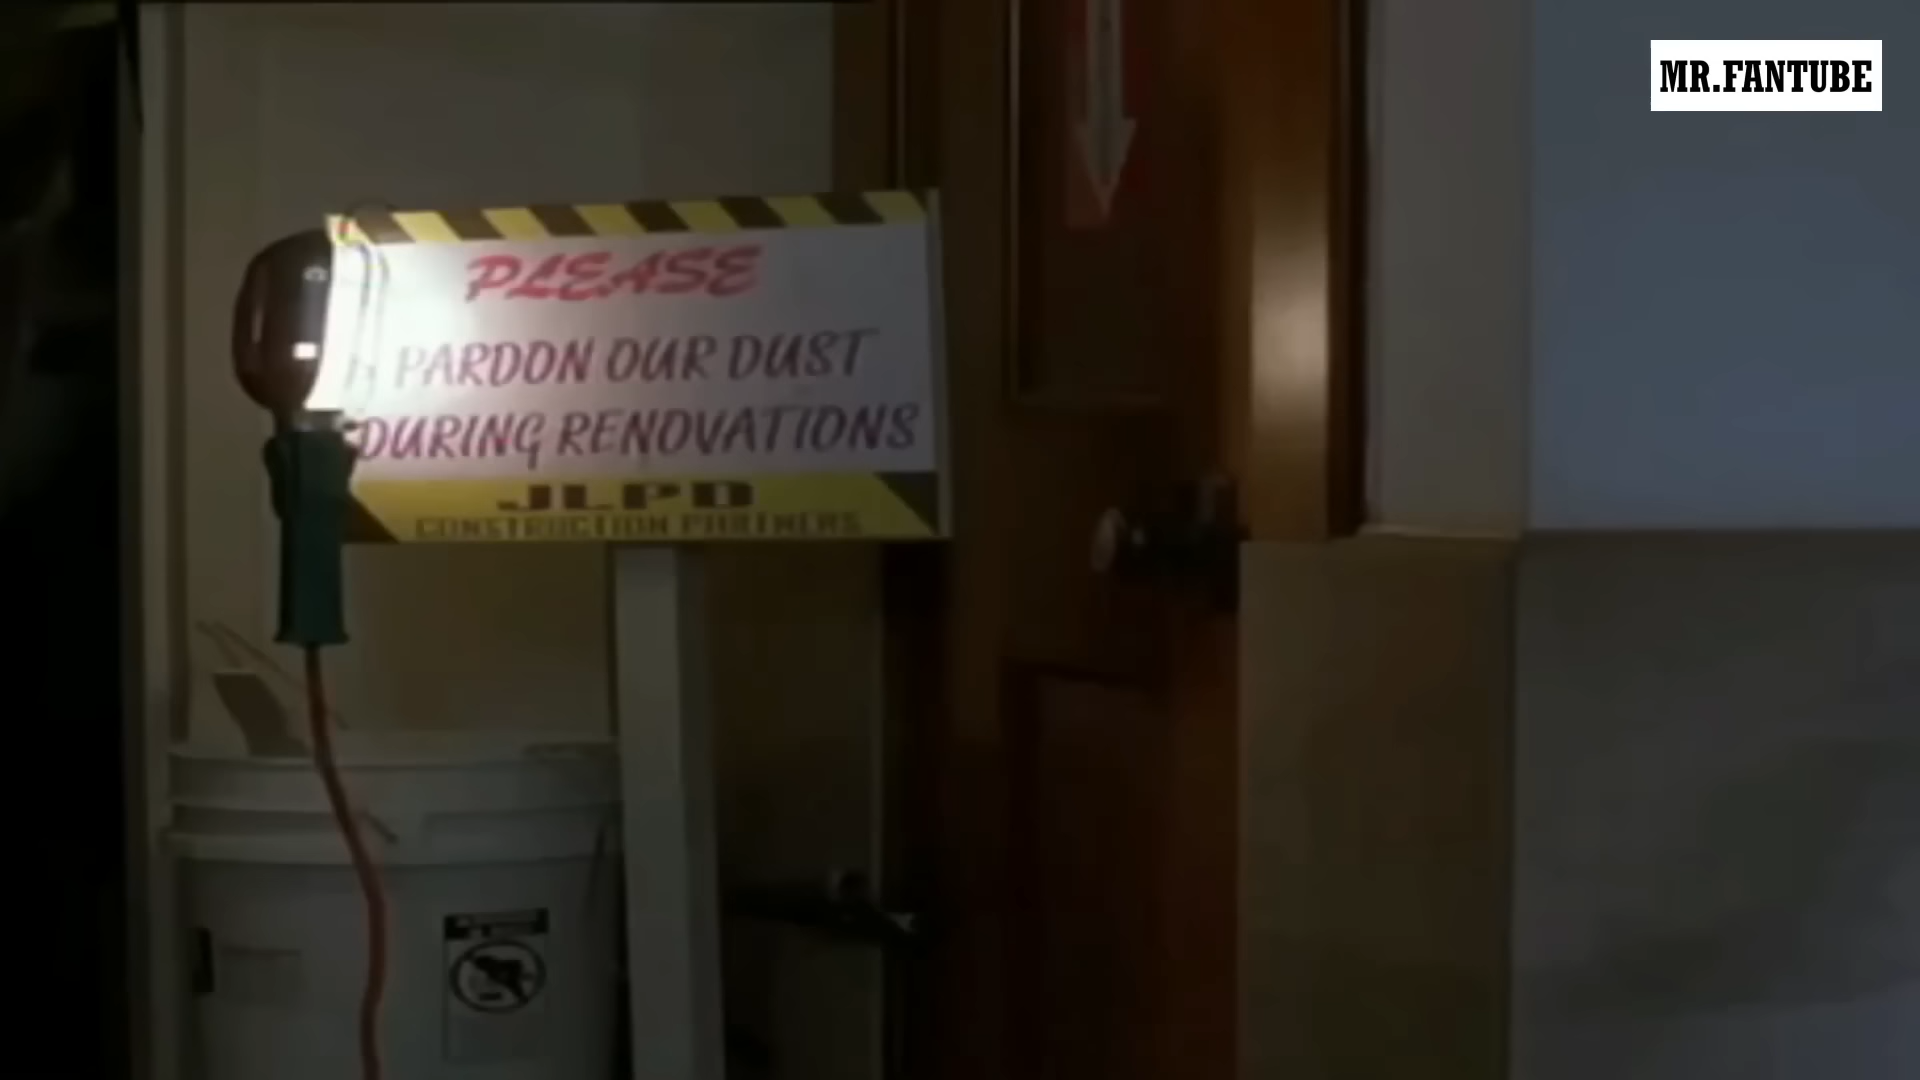 MR.FANTUBE
PLEASE
PARDON OUR DUST
DURING RENOVATIONS
JLPD
CONSTRUCTION PARTNERS